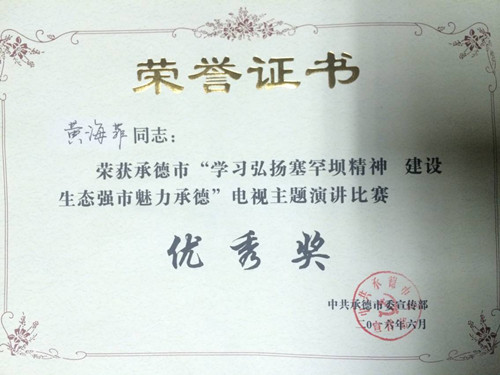 荣誉证书
黄海菲同志：
荣获承德市“学习弘扬塞罕坝精神 建设
生态强市魅力承德”电视主题演讲比赛
优秀奖
中共承德市委宣传部
二〇一六年六月